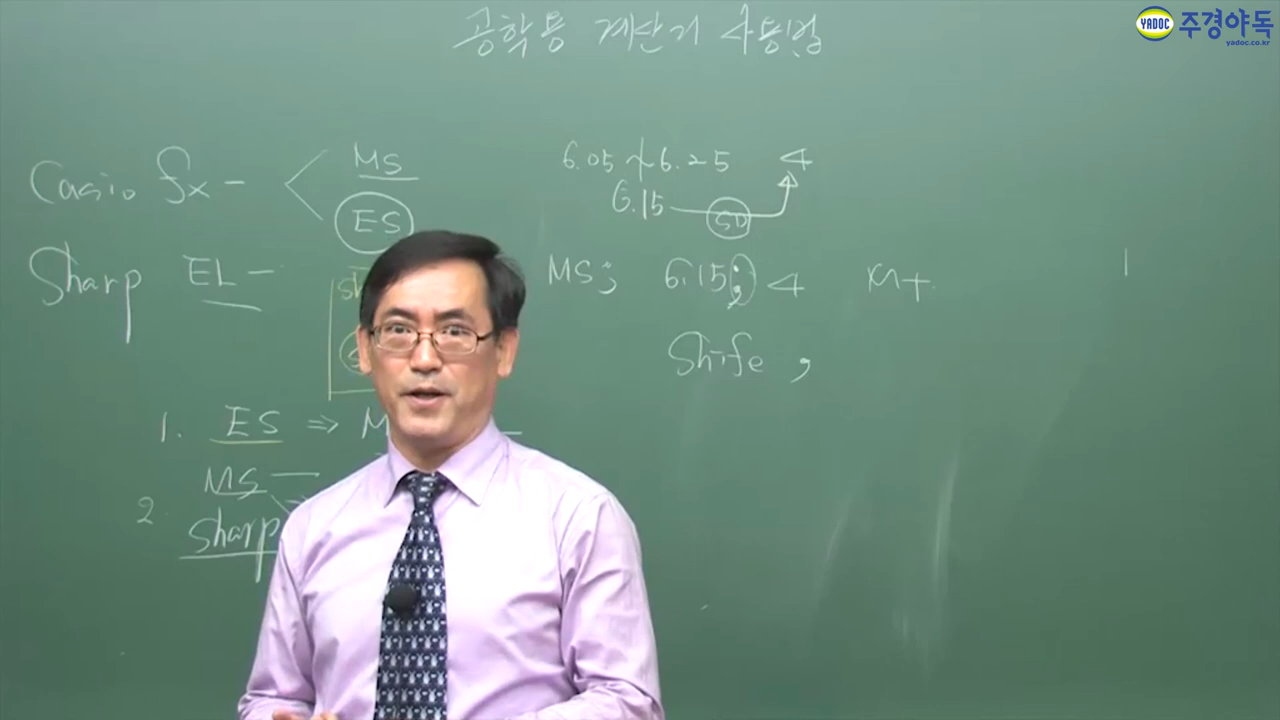 YADOC 주경야독
yadoc.co.kr
공학용 계산기 사용법
Casio fx - MS
ES
6.05 ~ 6.25 4
6.15 SD
Sharp EL -
MS; 6.15 ; 4 M+
Shife ,
1. ES ⇒ M
2 MS
Sharp